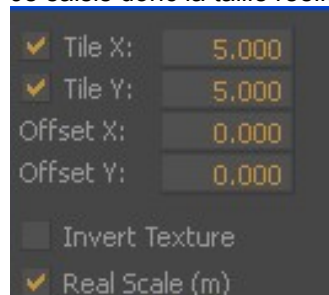 Tile X: 5.000
Tile Y: 5.000
Offset X: 0.000
Offset Y: 0.000
Invert Texture
Real Scale (m)